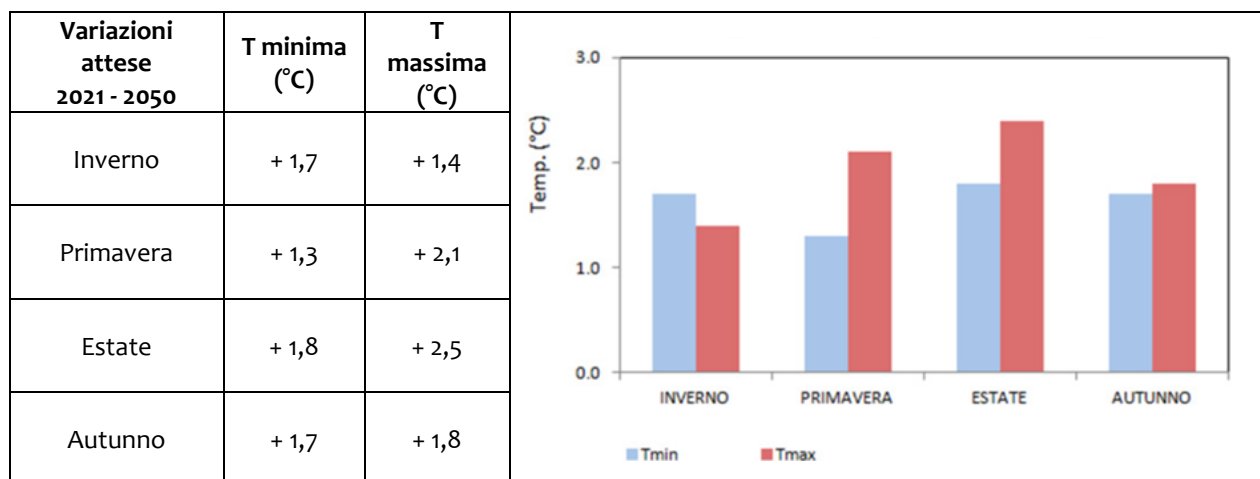 Variazioni
attese
2021 - 2050
T minima
(°C)
T
massima
(°C)
Inverno
+ 1,7
+ 1,4
Primavera
+ 1,3
+ 2,1
Estate
+ 1,8
+ 2,5
Autunno
+ 1,7
+ 1,8
Temp. (°C)
3.0
2.0
1.0
0.0
INVERNO
PRIMAVERA
ESTATE
AUTUNNO
Tmin
Tmax